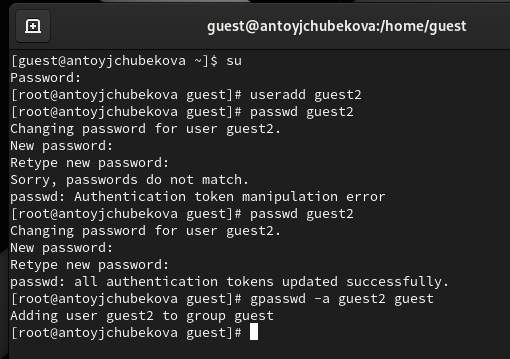 guest@antoyjchubekova:/home/guest
[guest@antoyjchubekova ~]$ su
Password:
[root@antoyjchubekova guest]# useradd guest2
[root@antoyjchubekova guest]# passwd guest2
Changing password for user guest2.
New password:
Retype new password:
Sorry, passwords do not match.
passwd: Authentication token manipulation error
[root@antoyjchubekova guest]# passwd guest2
Changing password for user guest2.
New password:
Retype new password:
passwd: all authentication tokens updated successfully.
[root@antoyjchubekova guest]# gpasswd -a guest2 guest
Adding user guest2 to group guest
[root@antoyjchubekova guest]#